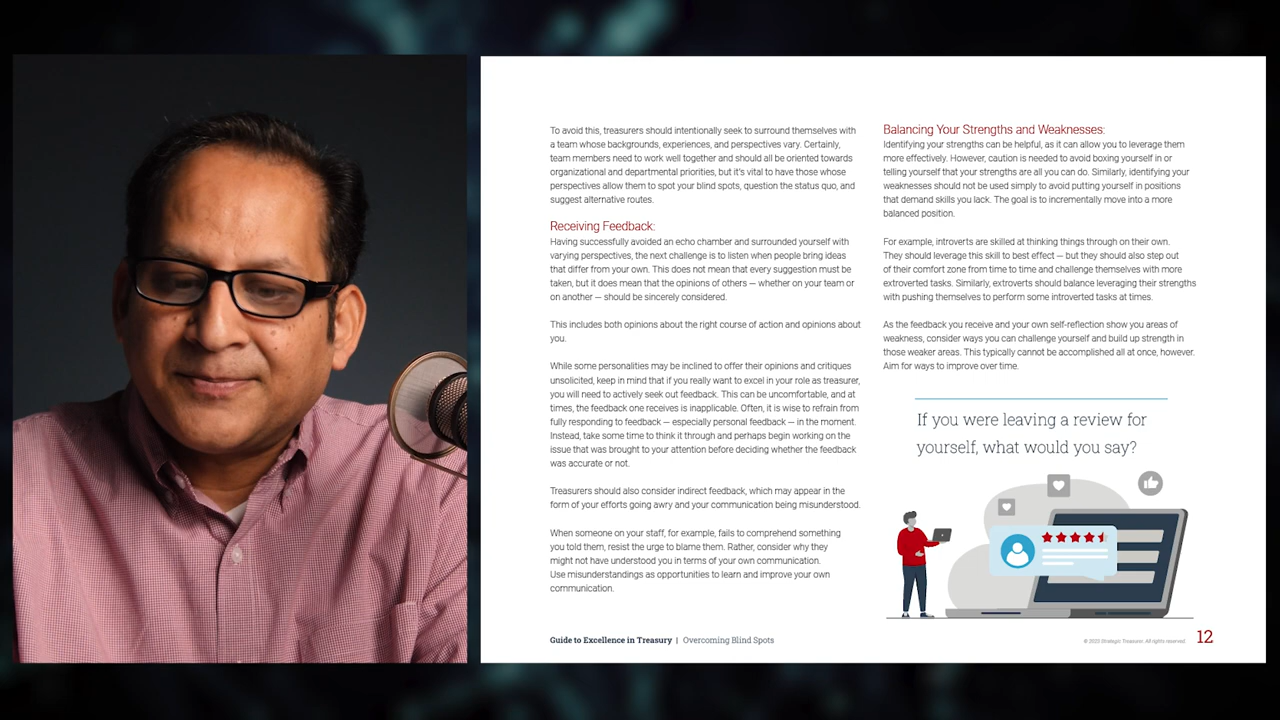 To avoid this, treasurers should intentionally seek to surround themselves with
a team whose backgrounds, experiences, and perspectives vary. Certainly,
team members need to work well together and should all be oriented towards
organizational and departmental priorities, but it's vital to have those whose
perspectives allow them to spot your blind spots, question the status quo, and
suggest alternative routes.
Receiving Feedback:
Having successfully avoided an echo chamber and surrounded yourself with
varying perspectives, the next challenge is to listen when people bring ideas
that differ from your own. This does not mean that every suggestion must be
taken, but it does mean that the opinions of others — whether on your team or
on another — should be sincerely considered.
This includes both opinions about the right course of action and opinions about
you.
While some personalities may be inclined to offer their opinions and critiques
unsolicited, keep in mind that if you really want to excel in your role as treasurer,
you will need to actively seek out feedback. This can be uncomfortable, and at
times, the feedback one receives is inapplicable. Often, it is wise to refrain from
fully responding to feedback — especially personal feedback — in the moment.
Instead, take some time to think it through and perhaps begin working on the
issue that was brought to your attention before deciding whether the feedback
was accurate or not.
Treasurers should also consider indirect feedback, which may appear in the
form of your efforts going awry and your communication being misunderstood.
When someone on your staff, for example, fails to comprehend something
you told them, resist the urge to blame them. Rather, consider why they
might not have understood you in terms of your own communication.
Use misunderstandings as opportunities to learn and improve your own
communication.
Balancing Your Strengths and Weaknesses:
Identifying your strengths can be helpful, as it can allow you to leverage them
more effectively. However, caution is needed to avoid boxing yourself in or
telling yourself that your strengths are all you can do. Similarly, identifying your
weaknesses should not be used simply to avoid putting yourself in positions
that demand skills you lack. The goal is to incrementally move into a more
balanced position.
For example, introverts are skilled at thinking things through on their own.
They should leverage this skill to best effect — but they should also step out
of their comfort zone from time to time and challenge themselves with more
extroverted tasks. Similarly, extroverts should balance leveraging their strengths
with pushing themselves to perform some introverted tasks at times.
As the feedback you receive and your own self-reflection show you areas of
weakness, consider ways you can challenge yourself and build up strength in
those weaker areas. This typically cannot be accomplished all at once, however.
Aim for ways to improve over time.
If you were leaving a review for
yourself, what would you say?
Guide to Excellence in Treasury | Overcoming Blind Spots
© 2023 Strategic Treasurer. All rights reserved. 12